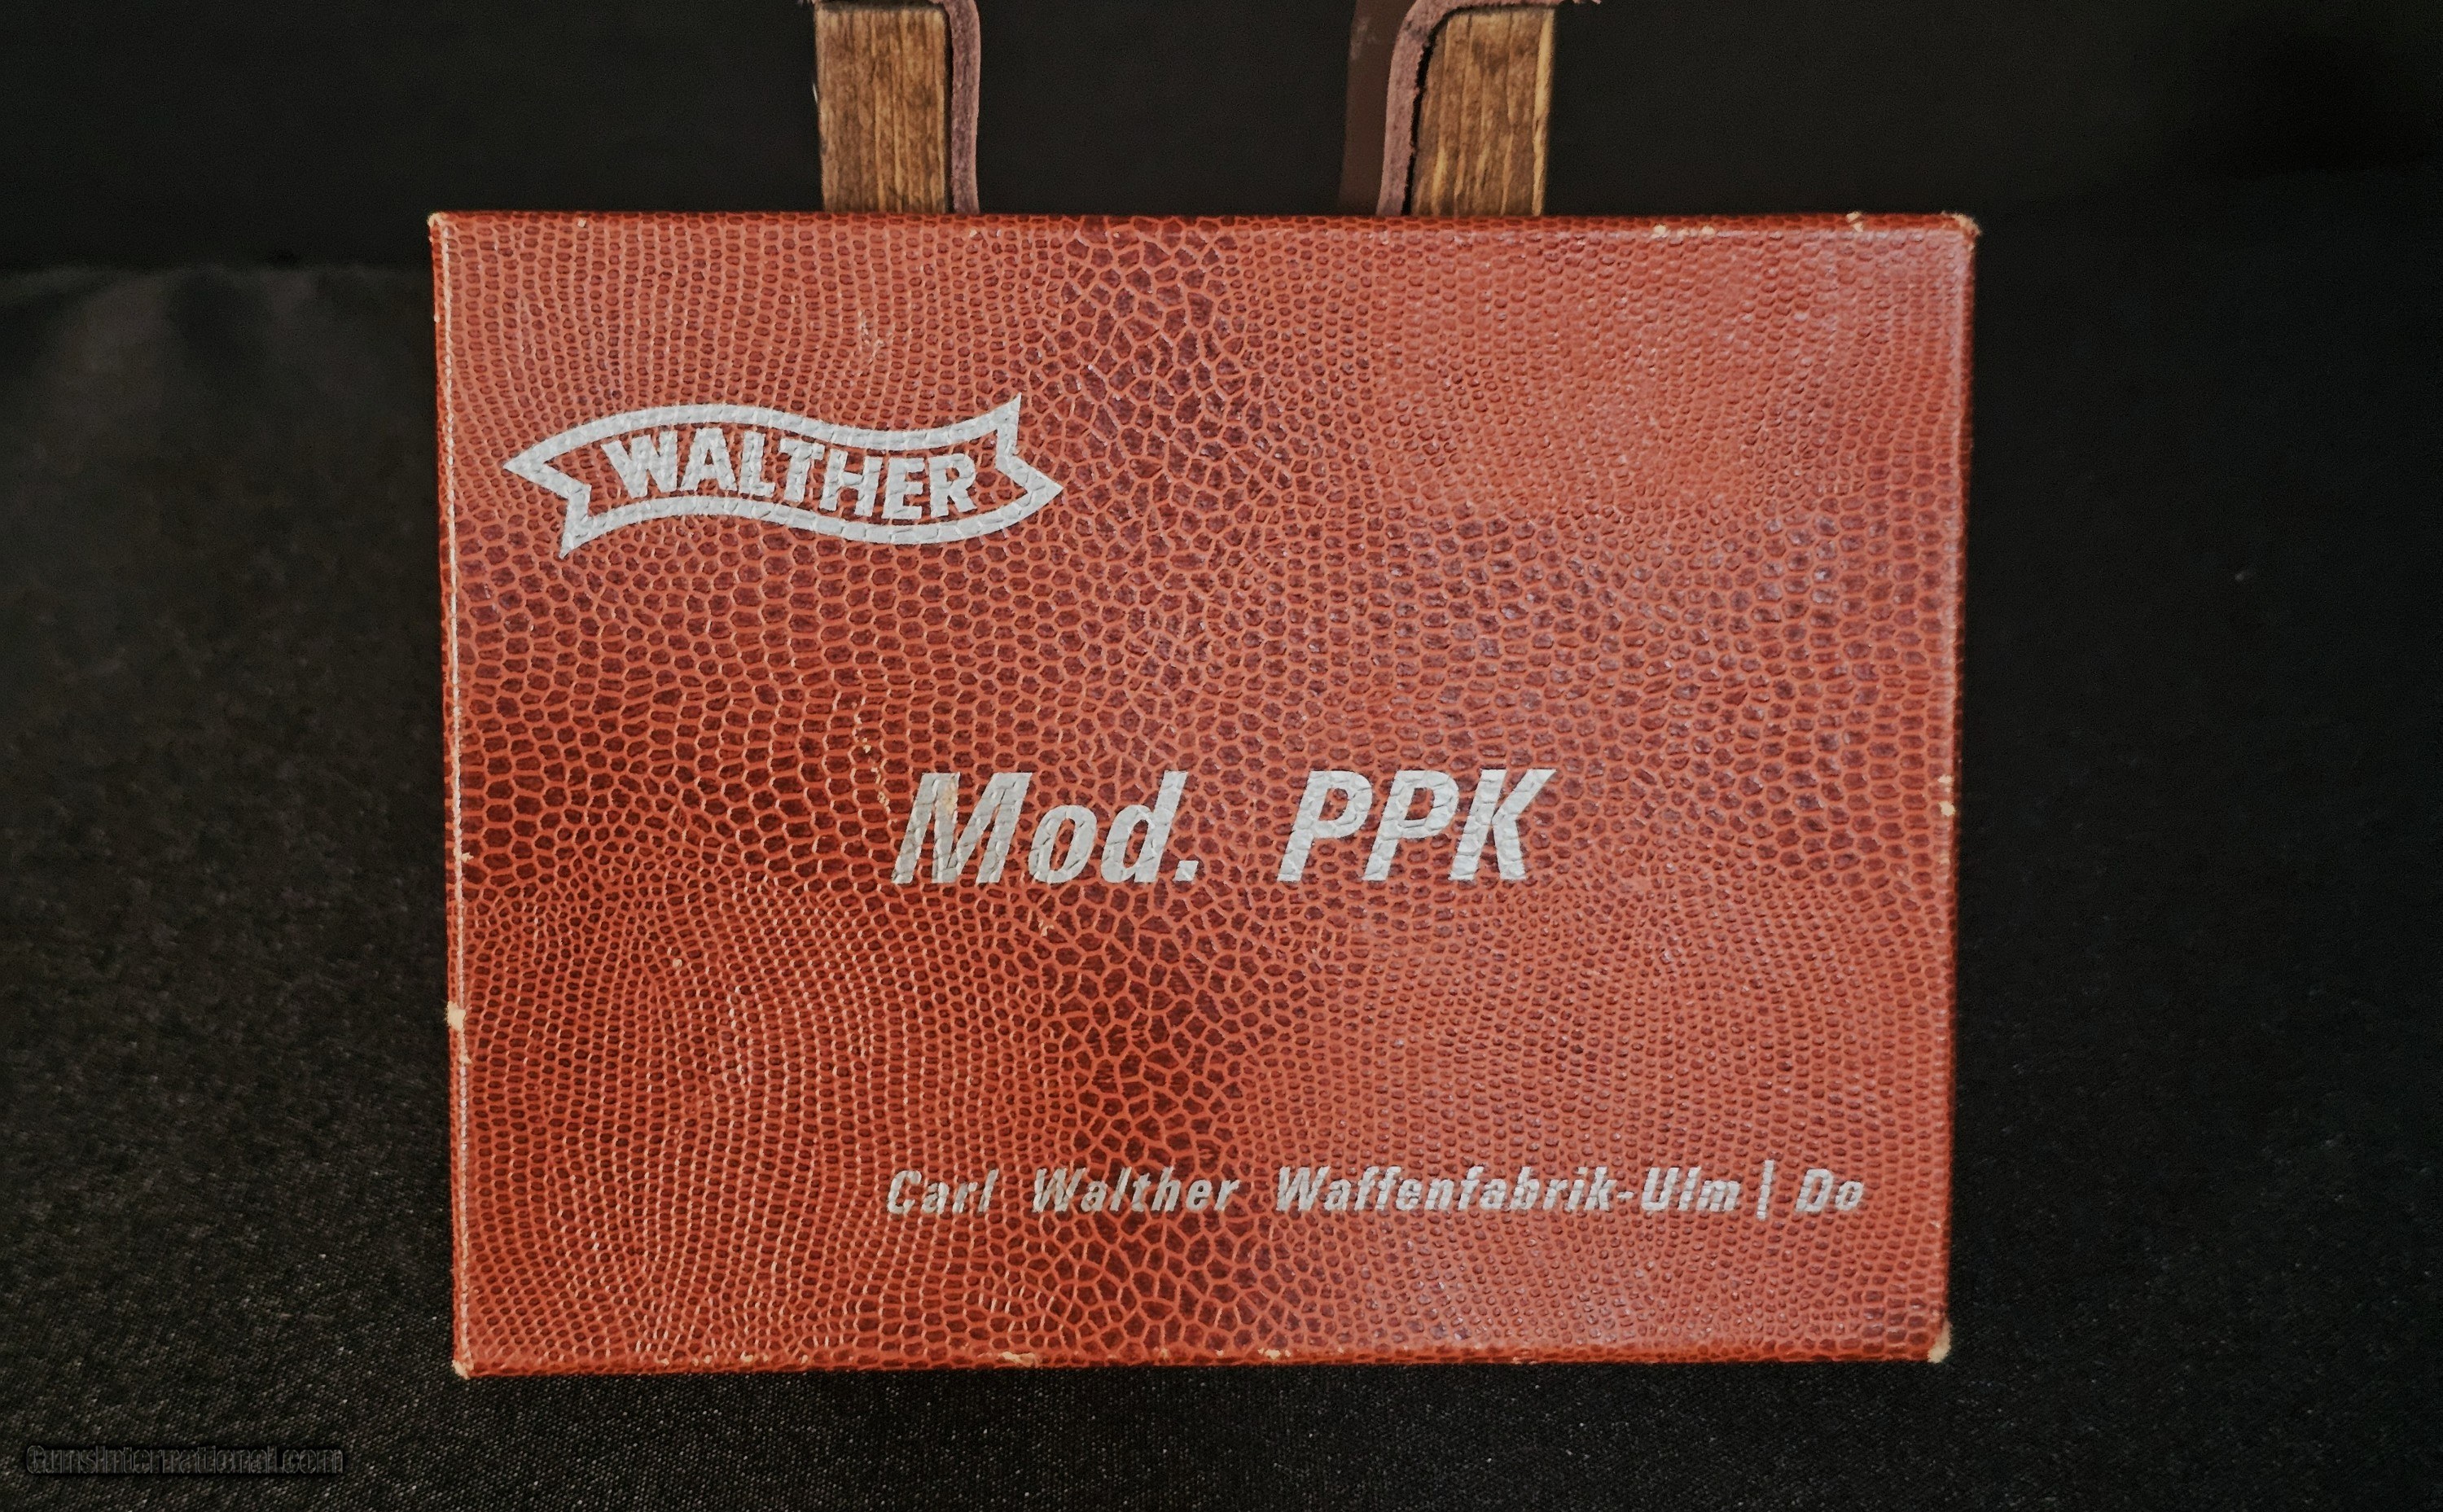 WALTHER
Mod. PPK
Carl Walther Waffenfabrik-Ulm | Do
GunsInternational.com